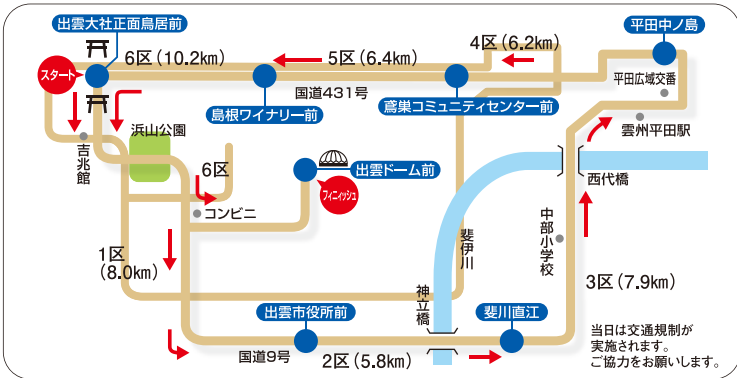 出雲大社正面鳥居前
平田中ノ島
スタート
6区(10.2km)
5区(6.4km)
4区(6.2km)
国道431号
島根ワイナリー前
鳶巣コミュニティセンター前
平田広域交番
雲州平田駅
浜山公園
吉兆館
6区
出雲ドーム前
フィニッシュ
コンビニ
西代橋
中部小学校
斐伊川
神立橋
1区
(8.0km)
3区(7.9km)
出雲市役所前
斐川直江
国道9号
2区(5.8km)
当日は交通規制が
実施されます。
ご協力をお願いします。